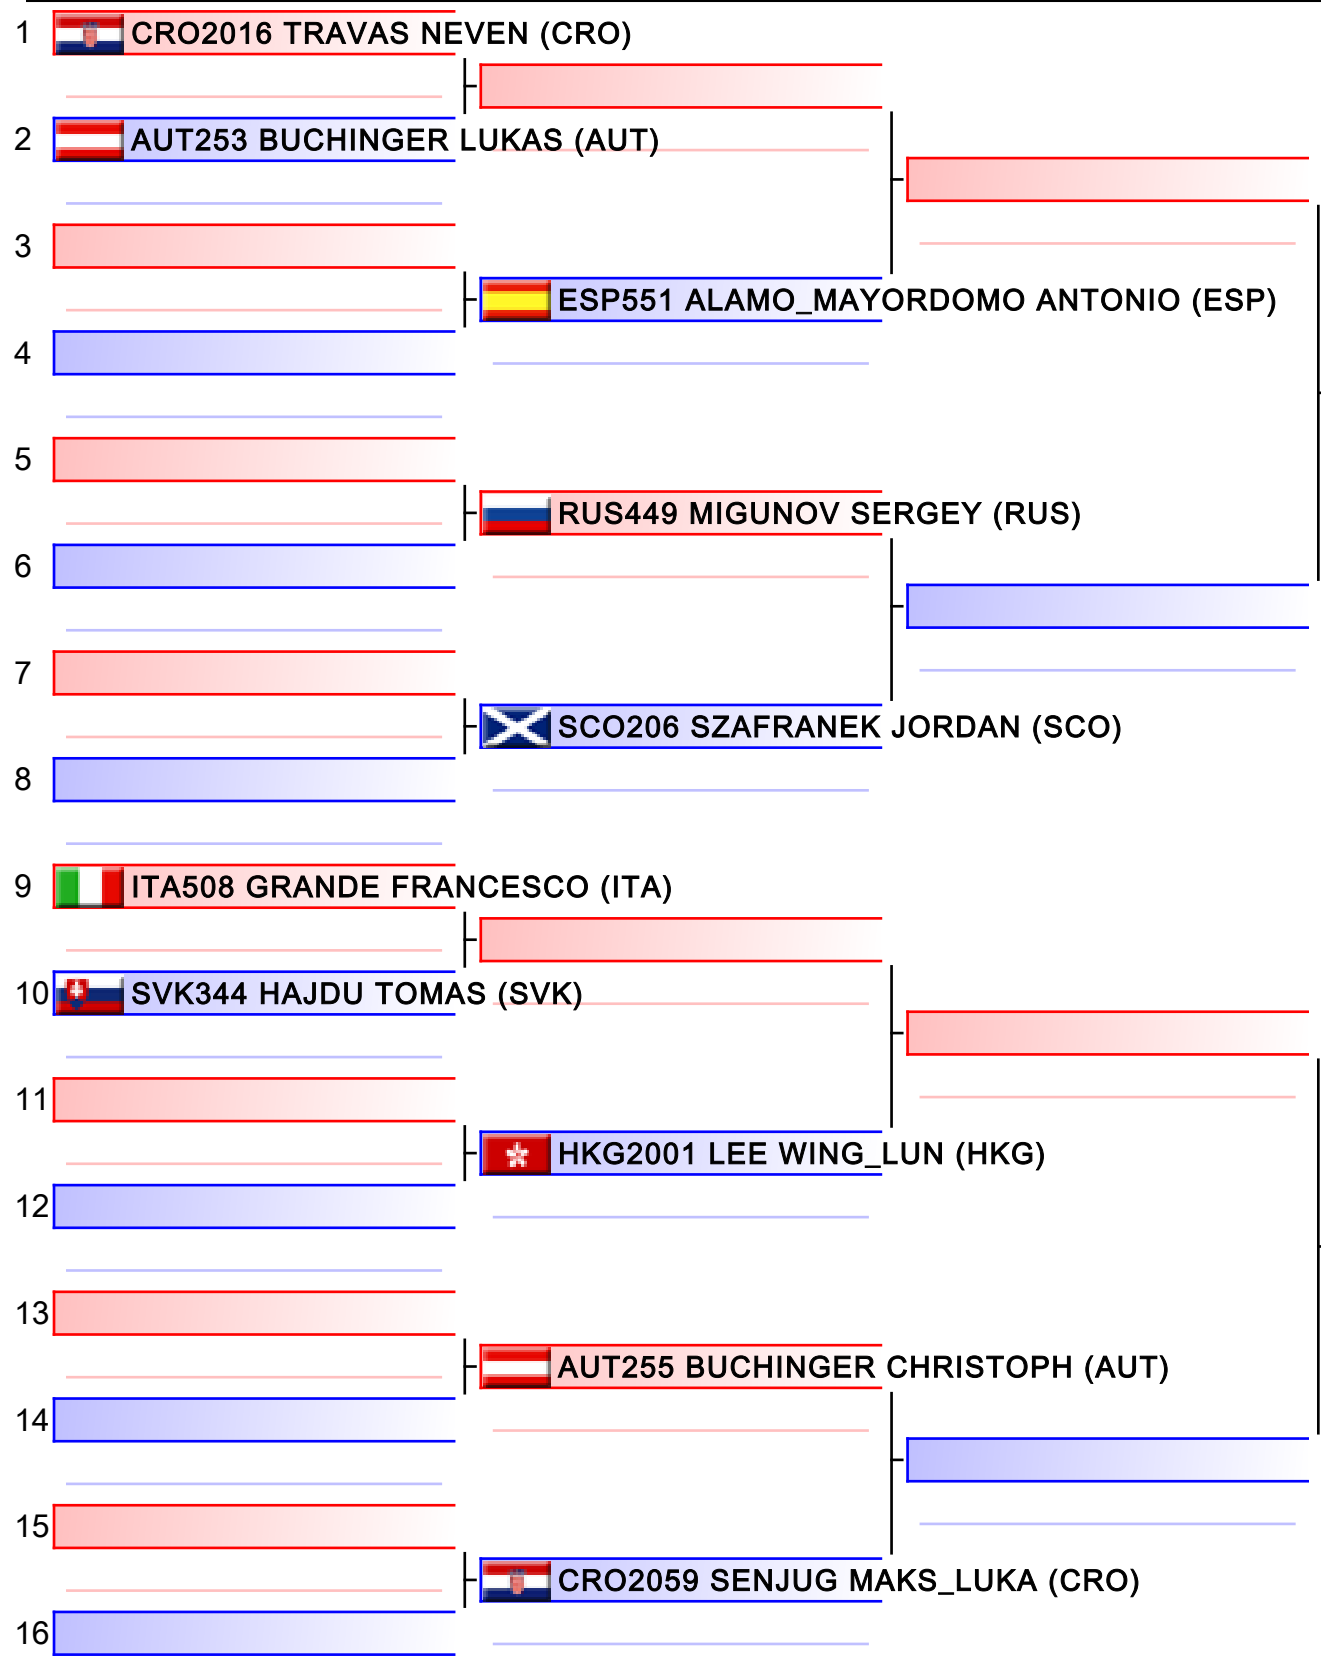 1 CRO2016 TRAVAS NEVEN (CRO)
2 AUT253 BUCHINGER LUKAS (AUT)
3
ESP551 ALAMO_MAYORDOMO ANTONIO (ESP)
4
5
RUS449 MIGUNOV SERGEY (RUS)
6
7
SCO206 SZAFRANEK JORDAN (SCO)
8
9 ITA508 GRANDE FRANCESCO (ITA)
10 SVK344 HAJDU TOMAS (SVK)
11
HKG2001 LEE WING_LUN (HKG)
12
13
AUT255 BUCHINGER CHRISTOPH (AUT)
14
15
CRO2059 SENJUG MAKS_LUKA (CRO)
16